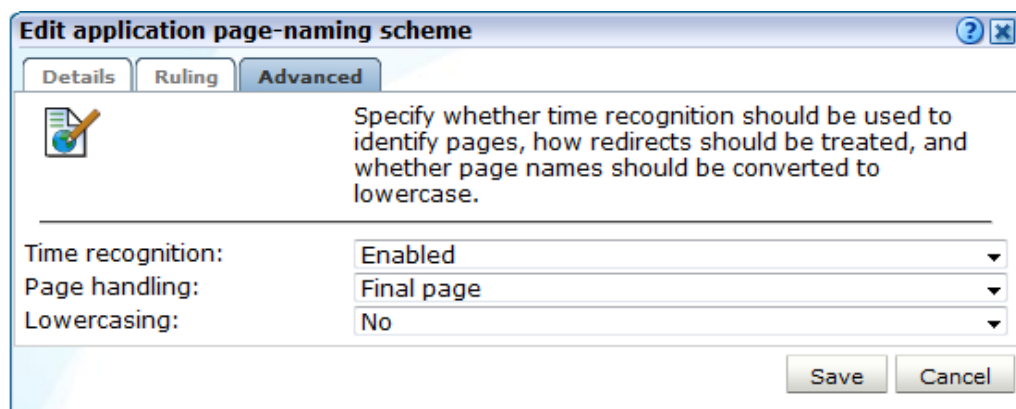 Edit application page-naming scheme
?
Details Ruling Advanced
Specify whether time recognition should be used to
identify pages, how redirects should be treated, and
whether page names should be converted to
lowercase.
Time recognition: Enabled
Page handling: Final page
Lowercasing: No
Save Cancel